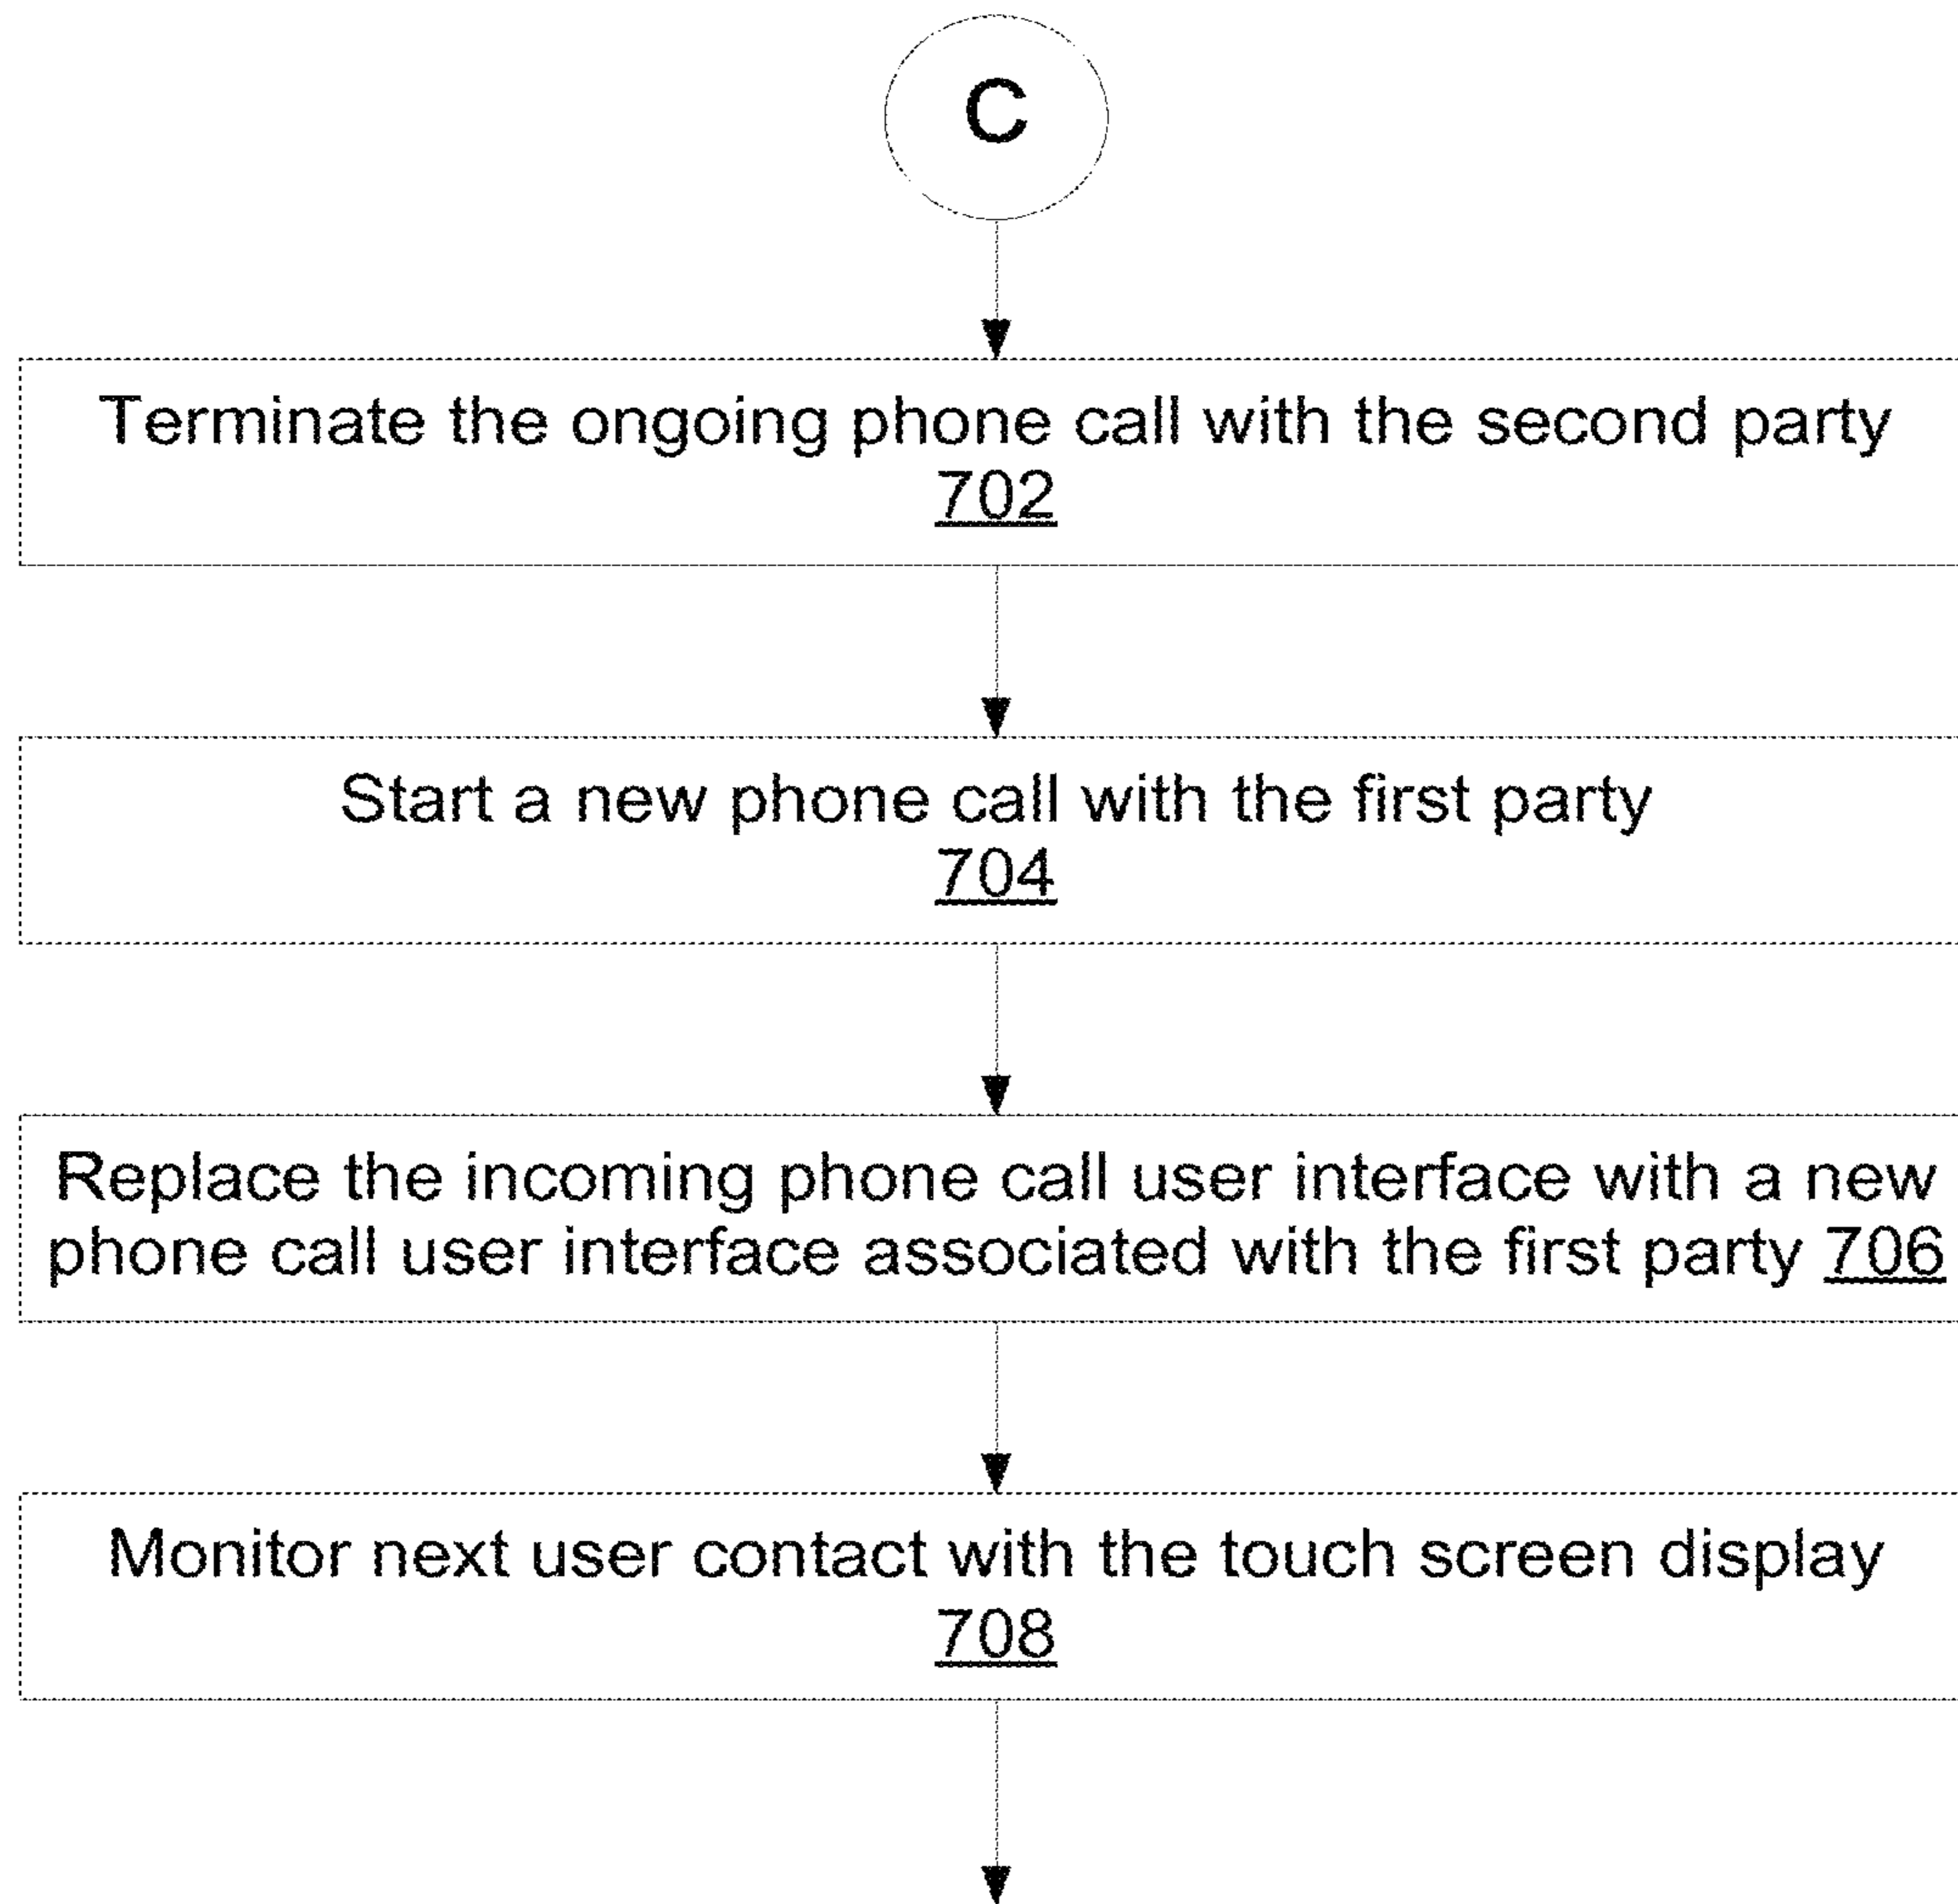 C
Terminate the ongoing phone call with the second party
702
Start a new phone call with the first party
704
Replace the incoming phone call user interface with a new
phone call user interface associated with the first party 706
Monitor next user contact with the touch screen display
708